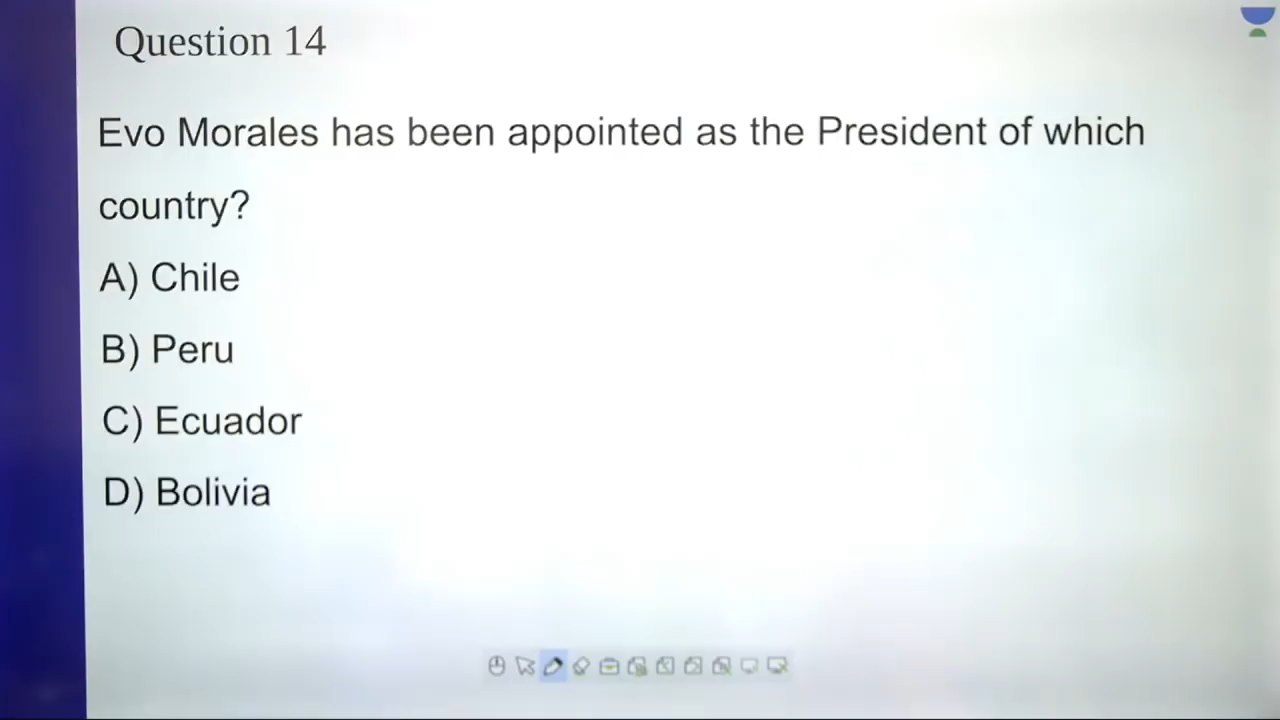 Question 14
Evo Morales has been appointed as the President of which
country?
A) Chile
B) Peru
C) Ecuador
D) Bolivia